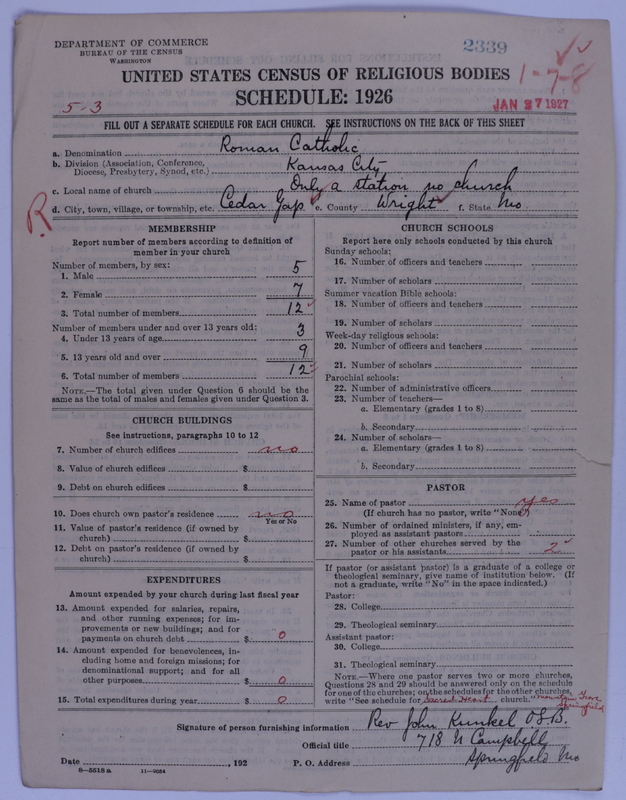 DEPARTMENT OF COMMERCE
BUREAU OF THE CENSUS
WASHINGTON
2339
UNITED STATES CENSUS OF RELIGIOUS BODIES
1-7-8
SCHEDULE: 1926
5-3
JAN 27 1927
FILL OUT A SEPARATE SCHEDULE FOR EACH CHURCH. SEE INSTRUCTIONS ON THE BACK OF THIS SHEET
a. Denomination Roman Catholic
b. Division (Association, Conference, Diocese, Presbytery, Synod, etc.) Kansas City
c. Local name of church Only a station no church
d. City, town, village, or township, etc. Cedar Gap e. County Wright f. State Mo
R
MEMBERSHIP
Report number of members according to definition of
member in your church
Number of members, by sex:
1. Male 5
2. Female 7
3. Total number of members 12
Number of members under and over 13 years old:
4. Under 13 years of age 3
5. 13 years old and over 9
6. Total number of members 12
NOTE.—The total given under Question 6 should be
same as the total of males and females given under Question 3.
CHURCH BUILDINGS
See instructions, paragraphs 10 to 12
7. Number of church edifices no
8. Value of church edifices $
9. Debt on church edifices $
10. Does church own pastor's residence no
Yes or No
11. Value of pastor's residence (if owned by
church) $
12. Debt on pastor's residence (if owned by
church) $
EXPENDITURES
Amount expended by your church during last fiscal year
13. Amount expended for salaries, repairs,
and other running expenses; for im-
provements or new buildings; and for
payments on church debt $ 0
14. Amount expended for benevolences, in-
cluding home and foreign missions; for
denominational support; and for all
other purposes $ 0
15. Total expenditures during year $ 0
CHURCH SCHOOLS
Report here only schools conducted by this church
Sunday schools:
16. Number of officers and teachers
17. Number of scholars
Summer vacation Bible schools:
18. Number of officers and teachers
19. Number of scholars
Week-day religious schools:
20. Number of officers and teachers
21. Number of scholars
Parochial schools:
22. Number of administrative officers
23. Number of teachers—
a. Elementary (grades 1 to 8)
b. Secondary
24. Number of scholars—
a. Elementary (grades 1 to 8)
b. Secondary
PASTOR
25. Name of pastor yes
(If church has no pastor, write "None")
26. Number of ordained ministers, if any, em-
ployed as assistant pastors
27. Number of other churches served by the
pastor or his assistants 2
If pastor (or assistant pastor) is a graduate of a college or
theological seminary, give name of institution below. (If
not a graduate, write "No" in the space indicated.)
Pastor:
28. College
29. Theological seminary
Assistant pastor:
30. College
31. Theological seminary
NOTE.—Where one pastor serves two or more churches,
Questions 28 and 29 should be answered only on the schedule
for one of the churches; on the schedules for the other churches,
write "See schedule for Sacred Heart church." Mountain Grove
Springfield
Signature of person furnishing information Rev John Kunkel O.S.B.
Official title 718 N Campbell
Date , 192 P. O. Address Springfield Mo
8-5518 a 11-9084